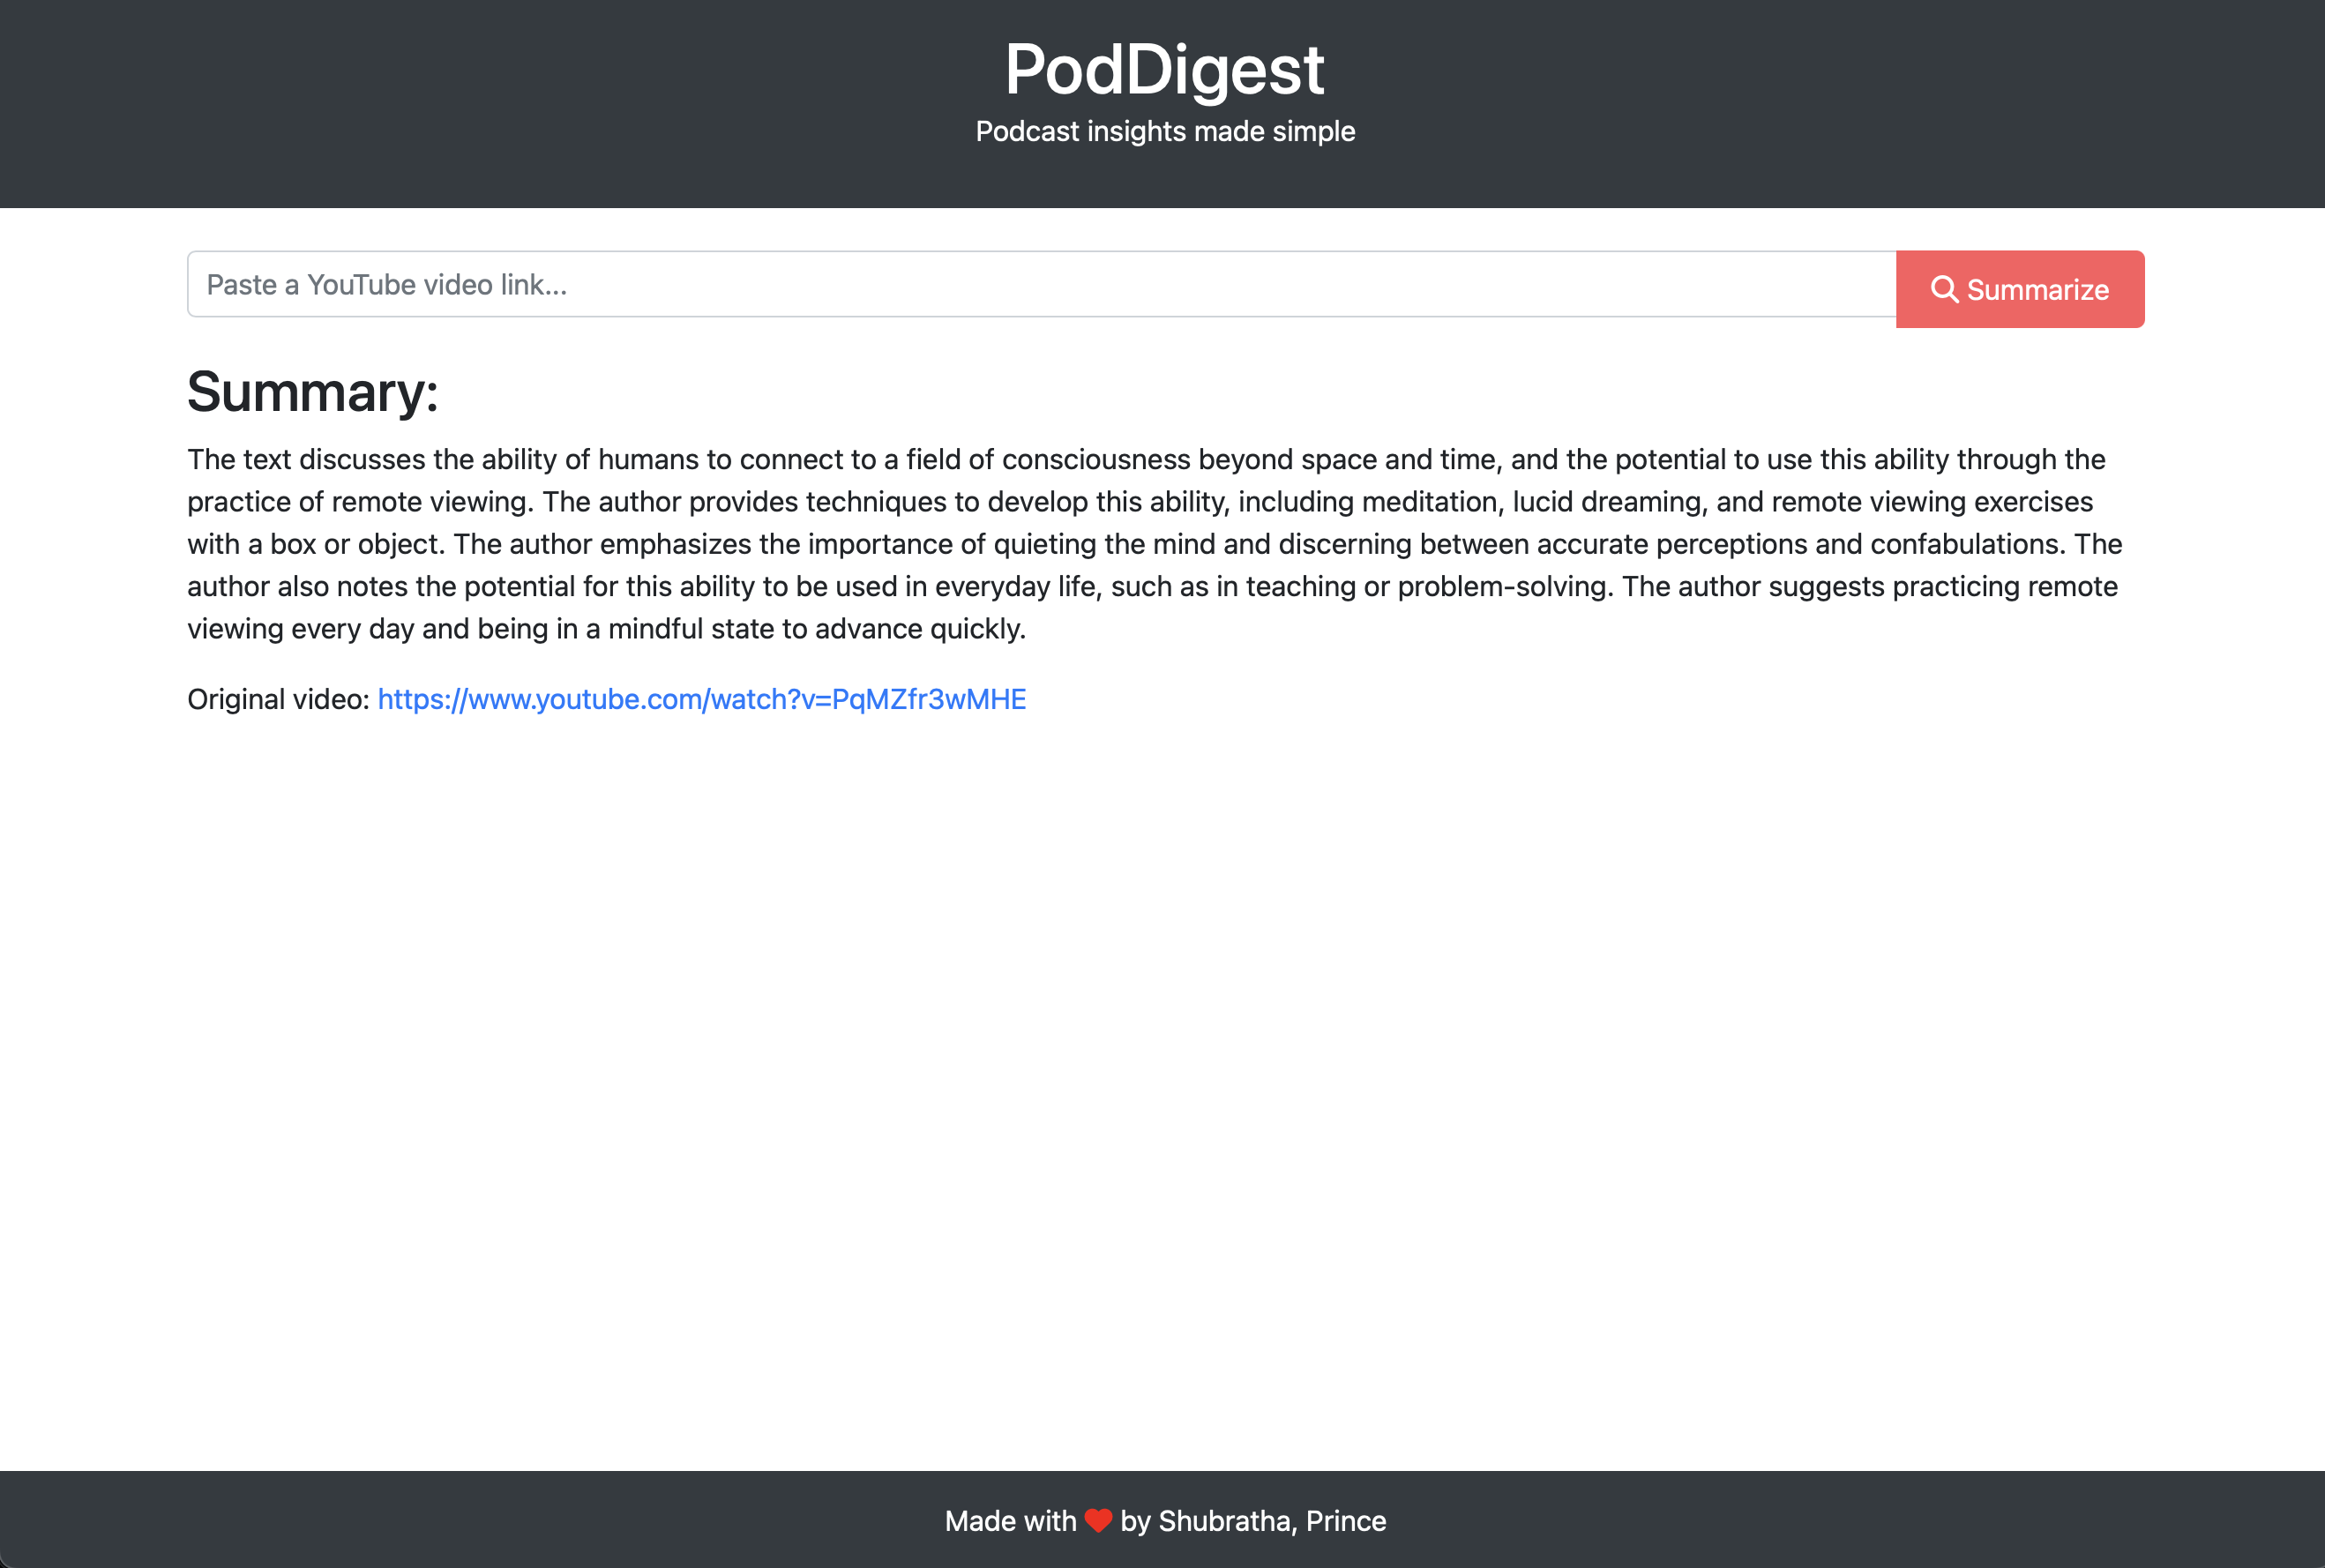 PodDigest
Podcast insights made simple
Paste a YouTube video link...
Summarize
Summary:
The text discusses the ability of humans to connect to a field of consciousness beyond space and time, and the potential to use this ability through the
practice of remote viewing. The author provides techniques to develop this ability, including meditation, lucid dreaming, and remote viewing exercises
with a box or object. The author emphasizes the importance of quieting the mind and discerning between accurate perceptions and confabulations. The
author also notes the potential for this ability to be used in everyday life, such as in teaching or problem-solving. The author suggests practicing remote
viewing every day and being in a mindful state to advance quickly.
Original video: https://www.youtube.com/watch?v=PqMZfr3wMHE
Made with ❤ by Shubratha, Prince